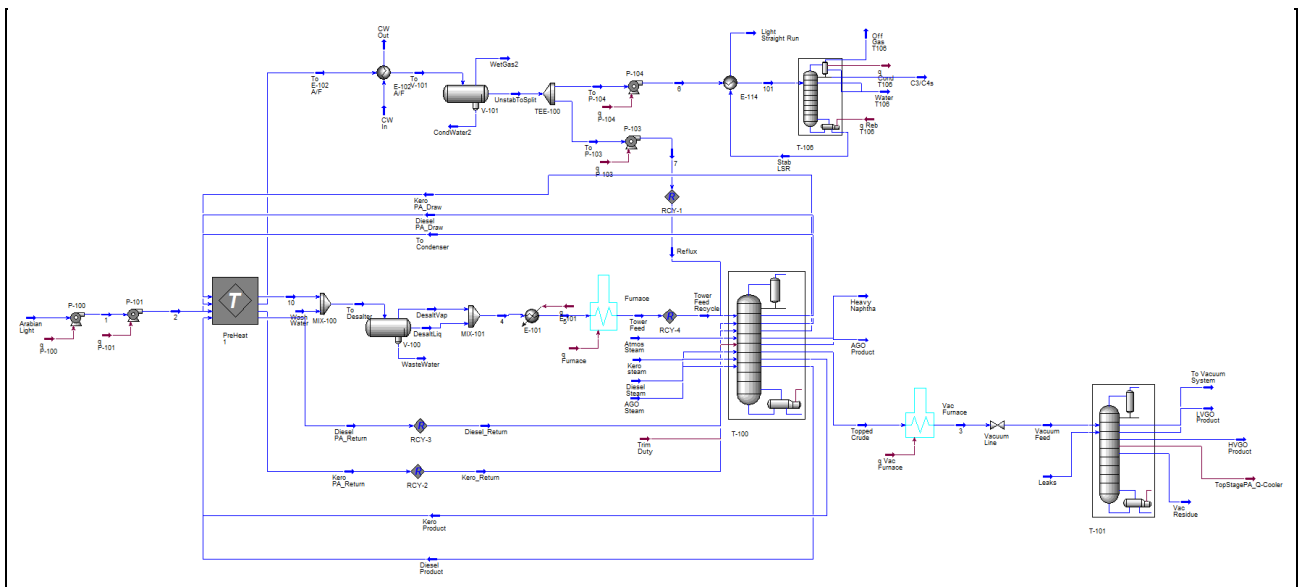 CW
Out
To
E-102
A/F
E-102
A/F
To
V-101
CW
In
WetGas2
V-101
CondWater2
UnstabToSplit
TEE-100
To
P-104
P-104
q
P-104
6
To
P-103
P-103
q
P-103
7
RCY-1
Reflux
Light
Straight Run
E-114
101
Off
Gas
T106
q
Cond
T106
C3/C4s
Water
T106
q Reb
T106
T-106
Stab
LSR
Kero
PA_Draw
Diesel
PA_Draw
To
Condenser
Arabian
Light
P-100
q
P-100
1
P-101
q
P-101
2
T
PreHeat
1
10
Wash
Water
MIX-100
To
Desalter
V-100
DesaltVap
DesaltLiq
WasteWater
MIX-101
4
E-101
q
E-101
5
Furnace
q
Furnace
Tower
Feed
RCY-4
Tower
Feed
Recycle
Atmos
Steam
Kero
steam
Diesel
Steam
AGO
Steam
Trim
Duty
T-100
Heavy
Naphtha
AGO
Product
Diesel
PA_Return
RCY-3
Diesel_Return
Kero
PA_Return
RCY-2
Kero_Return
Kero
Product
Diesel
Product
Topped
Crude
Vac
Furnace
q Vac
Furnace
3
Vacuum
Line
Vacuum
Feed
Leaks
T-101
To Vacuum
System
LVGO
Product
HVGO
Product
TopStagePA_Q-Cooler
Vac
Residue